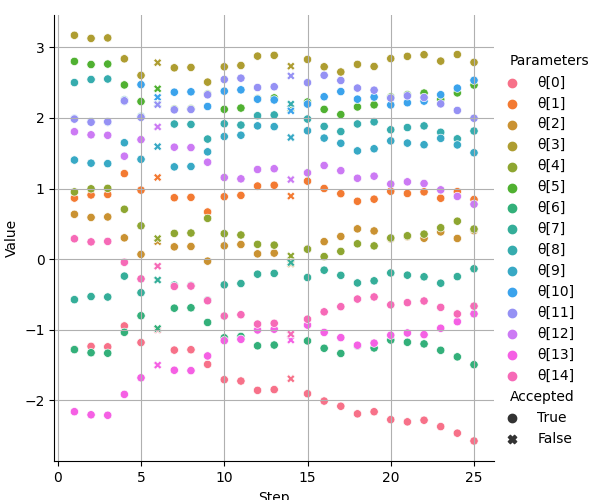 3
2
1
0
−1
−2
Value
0
5
10
15
20
25
Step
Parameters
θ[0]
θ[1]
θ[2]
θ[3]
θ[4]
θ[5]
θ[6]
θ[7]
θ[8]
θ[9]
θ[10]
θ[11]
θ[12]
θ[13]
θ[14]
Accepted
True
False